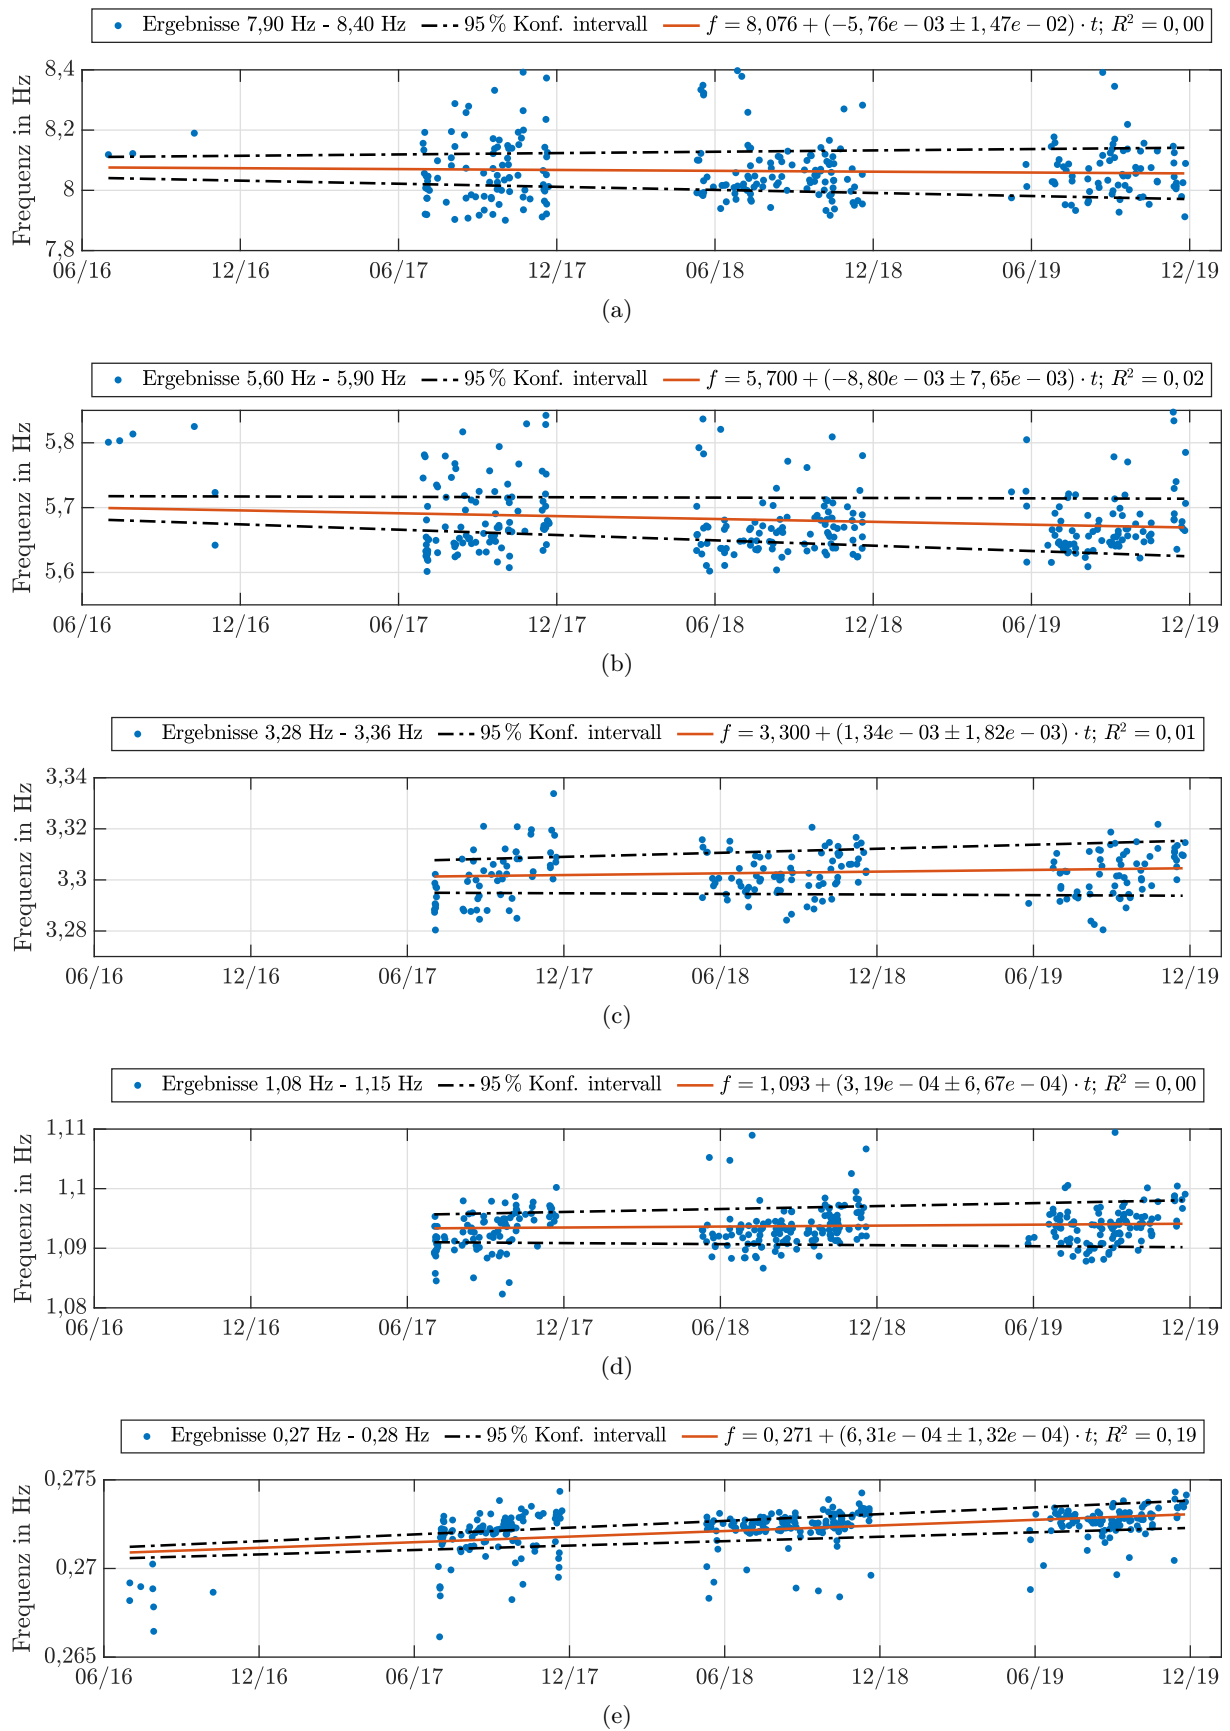 Ergebnisse 7,90 Hz - 8,40 Hz 95 % Konf. intervall f = 8,076 + (−5,76e − 03 ± 1,47e − 02) · t; R² = 0,00
Frequenz in Hz
8,4
8,2
8
7,8
06/16 12/16 06/17 12/17 06/18 12/18 06/19 12/19
(a)
Ergebnisse 5,60 Hz - 5,90 Hz 95 % Konf. intervall f = 5,700 + (−8,80e − 03 ± 7,65e − 03) · t; R² = 0,02
Frequenz in Hz
5,8
5,7
5,6
06/16 12/16 06/17 12/17 06/18 12/18 06/19 12/19
(b)
Ergebnisse 3,28 Hz - 3,36 Hz 95 % Konf. intervall f = 3,300 + (1,34e − 03 ± 1,82e − 03) · t; R² = 0,01
Frequenz in Hz
3,34
3,32
3,3
3,28
06/16 12/16 06/17 12/17 06/18 12/18 06/19 12/19
(c)
Ergebnisse 1,08 Hz - 1,15 Hz 95 % Konf. intervall f = 1,093 + (3,19e − 04 ± 6,67e − 04) · t; R² = 0,00
Frequenz in Hz
1,11
1,1
1,09
1,08
06/16 12/16 06/17 12/17 06/18 12/18 06/19 12/19
(d)
Ergebnisse 0,27 Hz - 0,28 Hz 95 % Konf. intervall f = 0,271 + (6,31e − 04 ± 1,32e − 04) · t; R² = 0,19
Frequenz in Hz
0,275
0,27
0,265
06/16 12/16 06/17 12/17 06/18 12/18 06/19 12/19
(e)